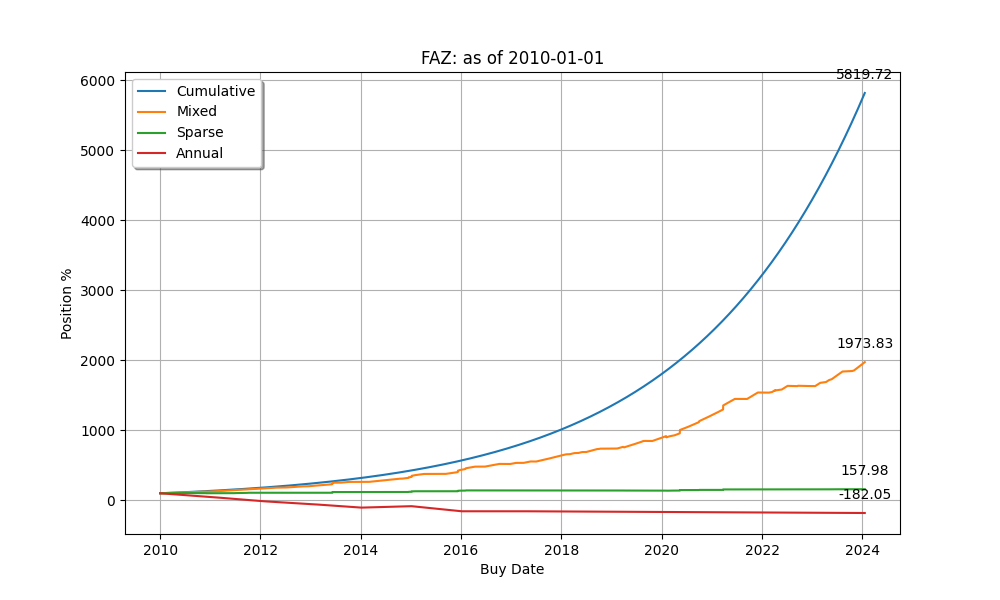 FAZ: as of 2010-01-01
Cumulative
Mixed
Sparse
Annual
5819.72
1973.83
157.98
-182.05
6000
5000
4000
3000
2000
1000
0
Position %
2010 2012 2014 2016 2018 2020 2022 2024
Buy Date